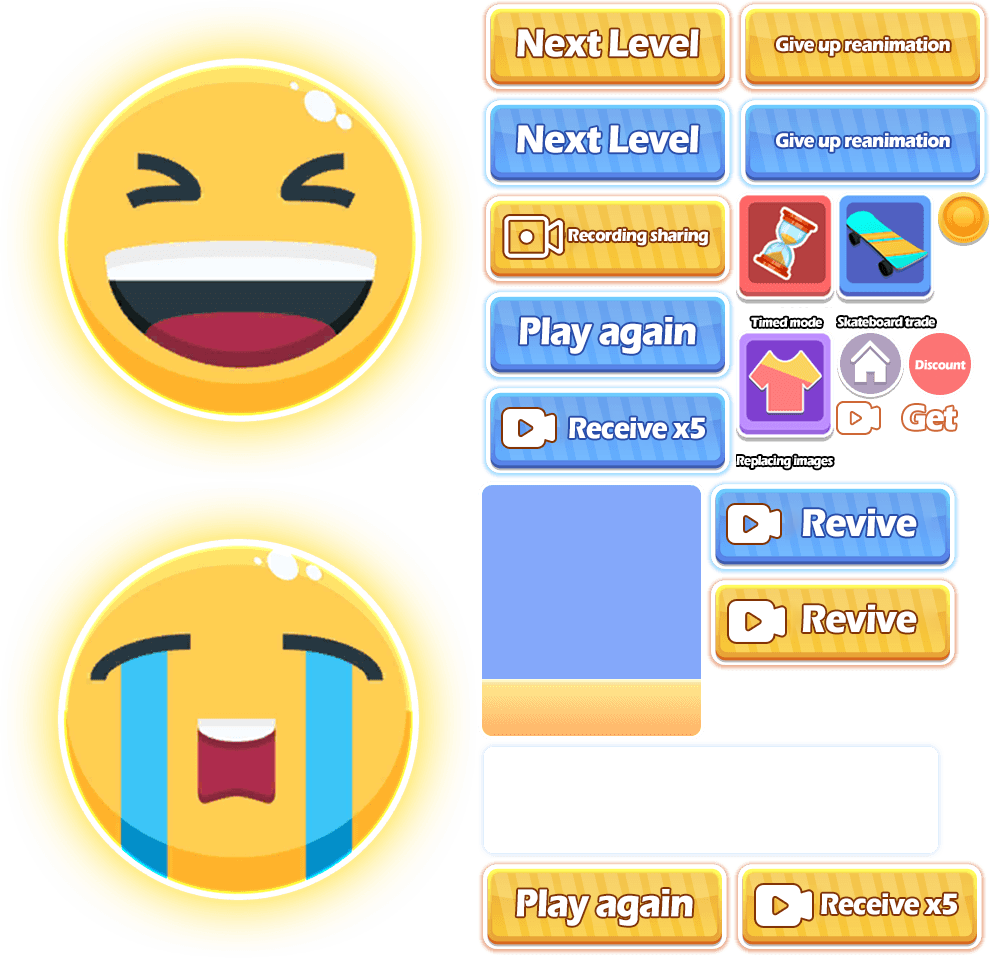 Next Level
Give up reanimation
Next Level
Give up reanimation
Recording sharing
Play again
Timed mode
Skateboard trade
Discount
Receive x5
Get
Replacing images
Revive
Revive
Play again
Receive x5